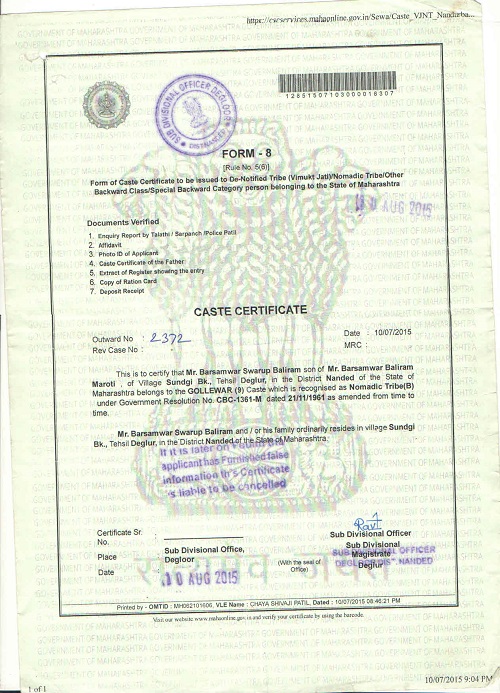 https://cscservices.mahaonline.gov.in/Sewa/Caste_VJNT_Nandurba...
SUB DIVISIONAL OFFICER DEGLOOR
DIST.NANDED
12851507103000016307
FORM - 8
[Rule No. 5(6)]
Form of Caste Certificate to be issued to De-Notified Tribe (Vimukt Jati)/Nomadic Tribe/Other
Backward Class/Special Backward Category person belonging to the State of Maharashtra
10 AUG 2015
Documents Verified
1. Enquiry Report by Talathi / Sarpanch /Police Patil
2. Affidavit
3. Photo ID of Applicant
4. Caste Certificate of the Father
5. Extract of Register showing the entry
6. Copy of Ration Card
7. Deposit Receipt
CASTE CERTIFICATE
Outward No : 2372
Date : 10/07/2015
Rev Case No :
MRC :
This is to certify that Mr. Barsamwar Swarup Baliram son of Mr. Barsamwar Baliram
Maroti , of Village Sundgi Bk., Tehsil Deglur, in the District Nanded of the State of
Maharashtra belongs to the GOLLEWAR (9) Caste which is recognised as Nomadic Tribe(B)
under Government Resolution No. CBC-1361-M dated 21/11/1961 as amended from time to
time.
Mr. Barsamwar Swarup Baliram and / or his family ordinarily resides in village Sundgi
Bk., Tehsil Deglur, in the District Nanded of the State of Maharashtra.
If it is later on Found the
applicant has Furnished false
information this Certificate
is liable to be cancelled
Certificate Sr.
No.
Place
Sub Divisional Office,
Degloor
Date
10 AUG 2015
(With the seal of
Office)
Sub Divisional Officer
Sub Divisional
Magistrate
Deglur
SUB DIVISIONAL OFFICER
DEGLOOR DIST. NANDED
Printed by - OMTID : MH062101606, VLE Name : CHAYA SHIVAJI PATIL, Dated : 10/07/2015 08:46:21 PM
Visit our website www.mahaonline.gov.in and verify your certificate by using the barcode.
1 of 1
10/07/2015 9:04 PM